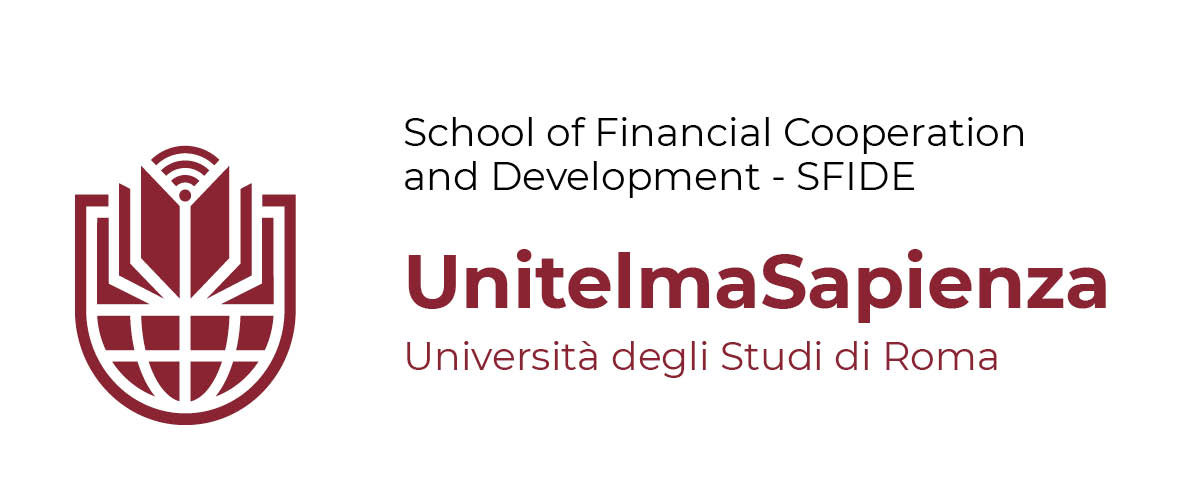 School of Financial Cooperation
and Development - SFIDE
UnitelmaSapienza
Università degli Studi di Roma